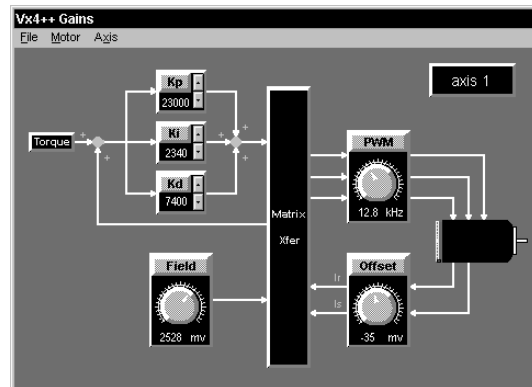 Vx4++ Gains
File Motor Axis
axis 1
Kp
23000
Torque
Ki
2340
Kd
7400
Matrix
Xfer
PWM
12.8 kHz
Field
2528 mv
Ir
Is
Offset
-35 mv